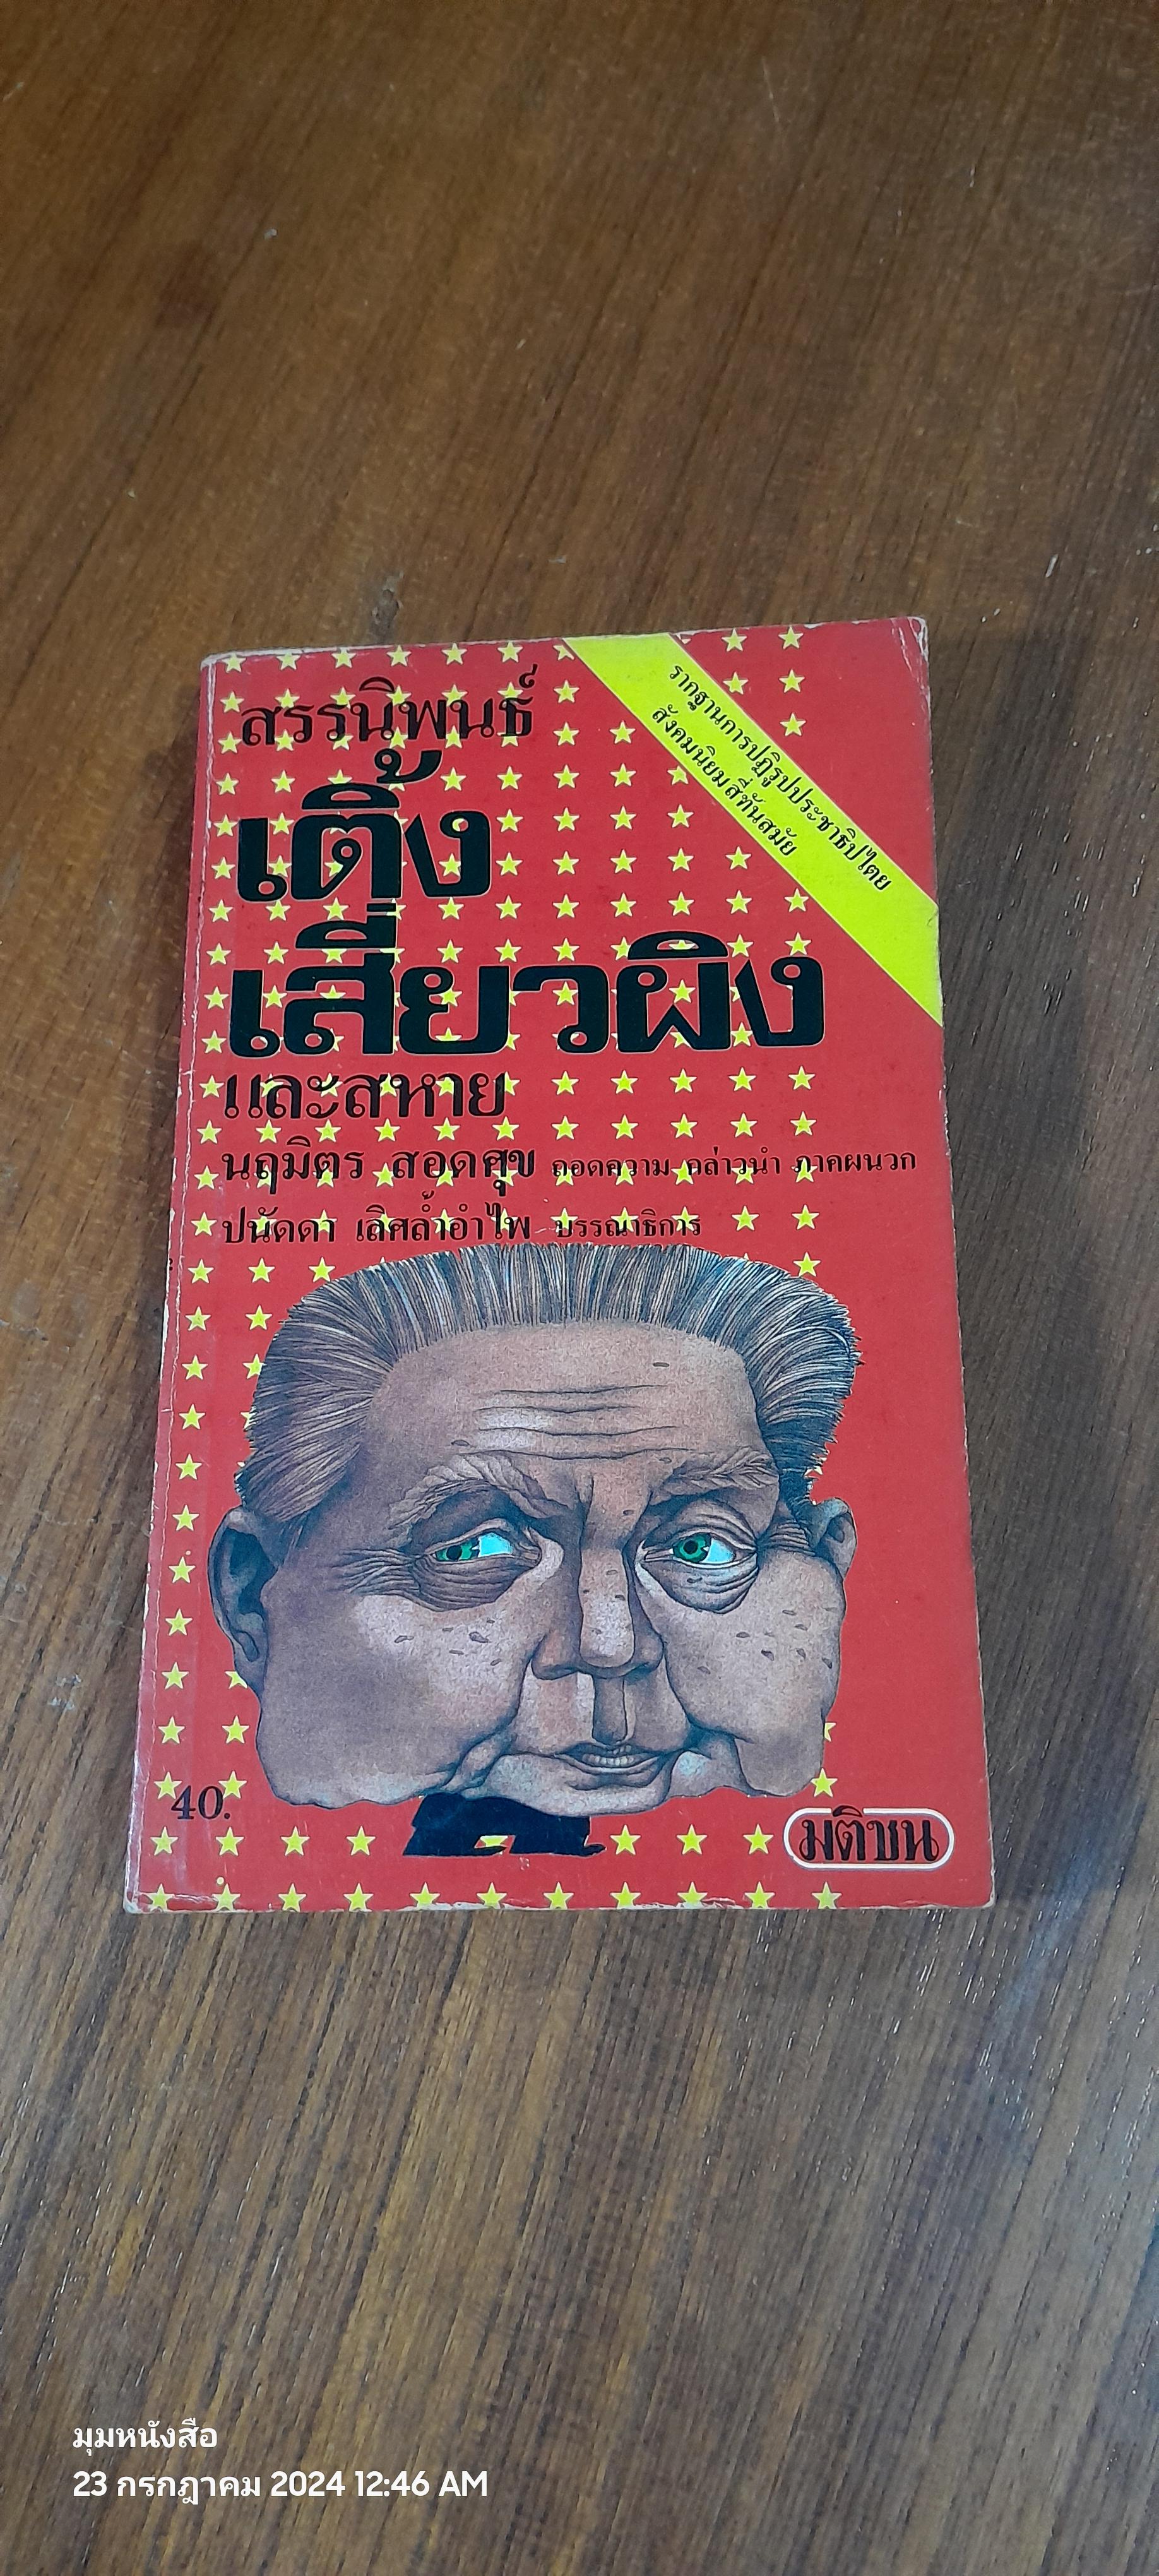 รากฐานการปฏิรูปประชาธิปไตย
สังคมนิยมสี่ทันสมัย
สรรนิพนธ์
เติ้ง
เสี่ยวผิง
และสหาย
นฤมิตร สอดศุข ถอดความ กล่าวนำ ภาคผนวก
ปนัดดา เลิศล้ำอำไพ บรรณาธิการ
40.
มติชน
มุมหนังสือ
23 กรกฎาคม 2024 12:46 AM